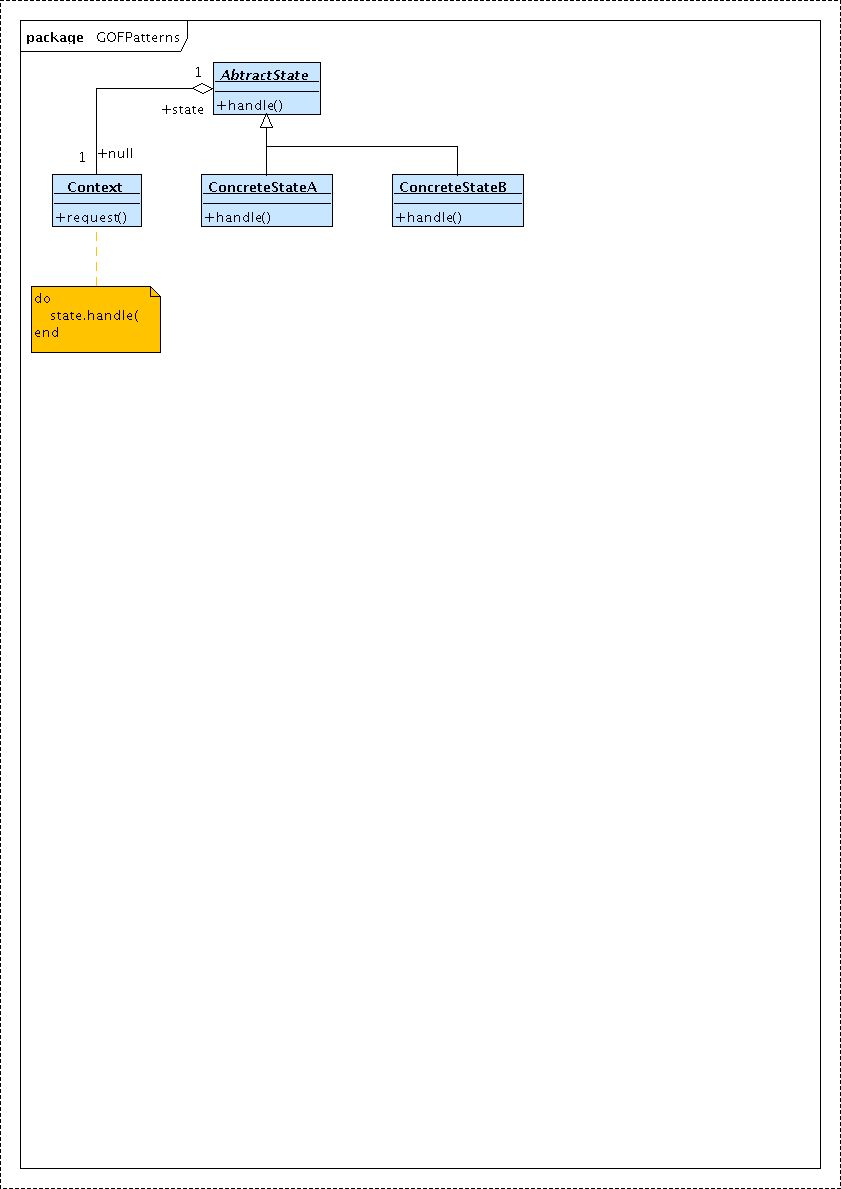 package GOFPatterns
1
AbtractState
+state
+handle()
1
+null
Context
+request()
ConcreteStateA
+handle()
ConcreteStateB
+handle()
do
state.handle(
end